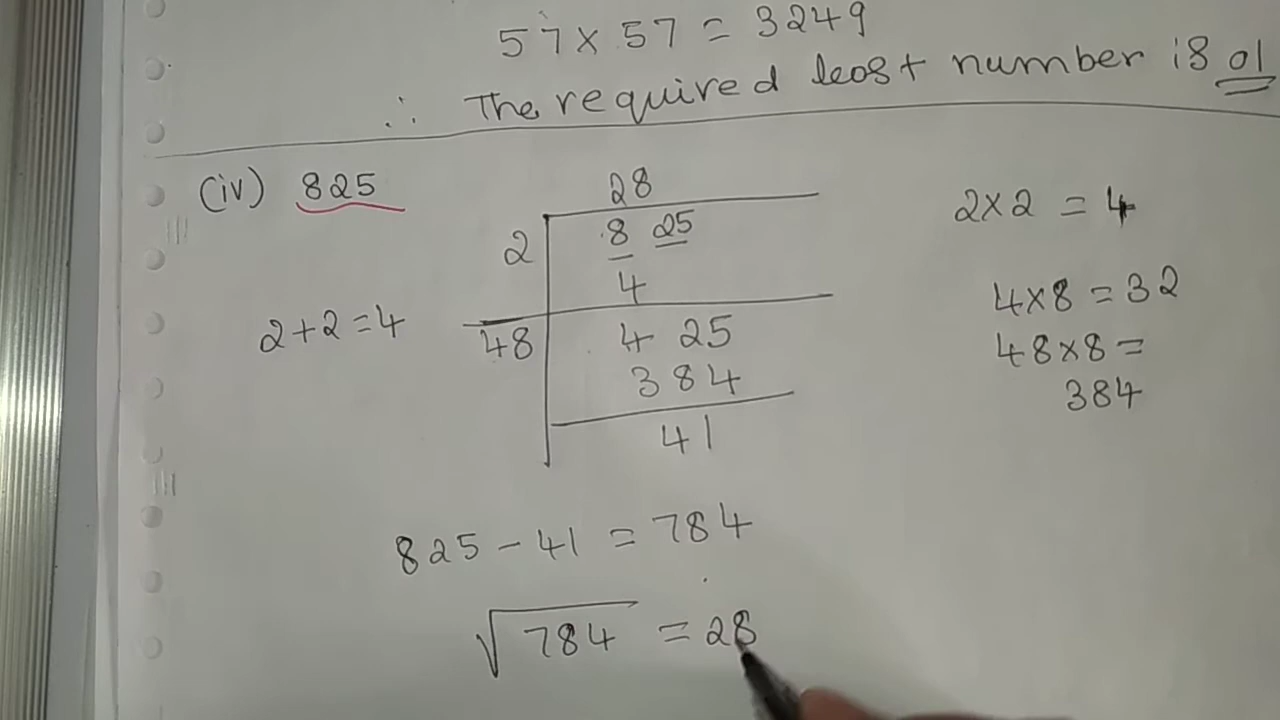 57 × 57 = 3249
∴ The required least number is 01
(iv) 825
28
2 8 25 2×2 = 4
4 4×8 = 32
2+2=4 48 4 25 48×8 =
384 384
41
825 - 41 = 784
√784 = 28